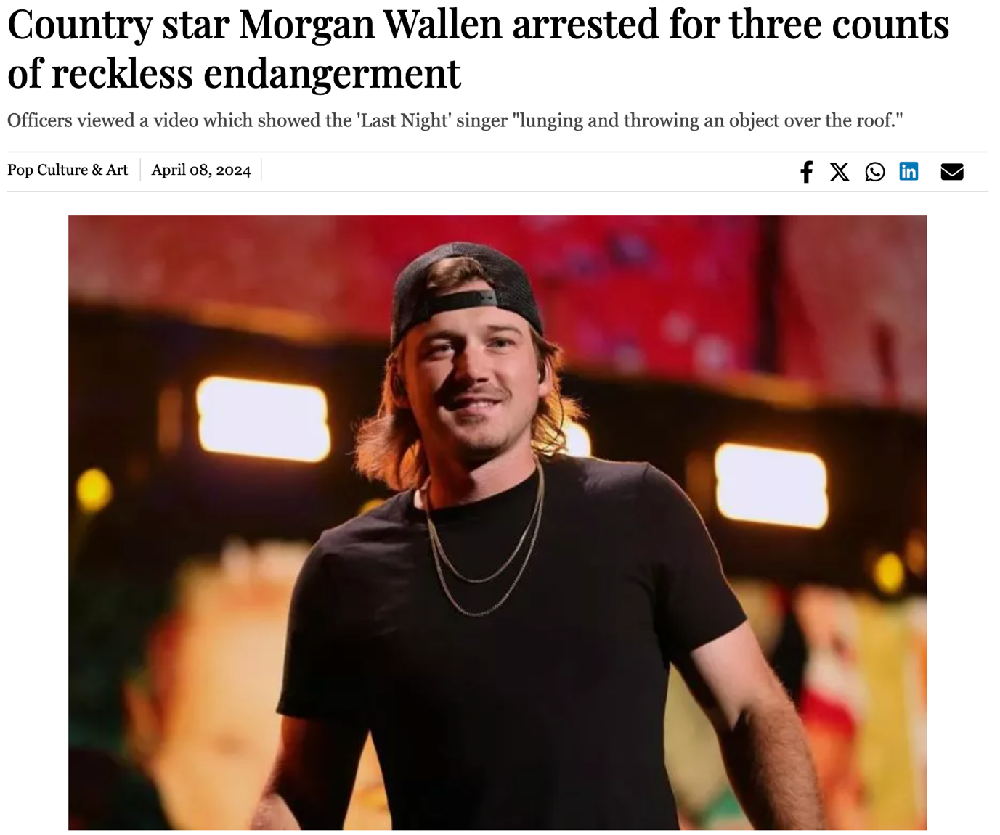 Country star Morgan Wallen arrested for three counts
of reckless endangerment
Officers viewed a video which showed the 'Last Night' singer "lunging and throwing an object over the roof."
Pop Culture & Art
April 08, 2024
in